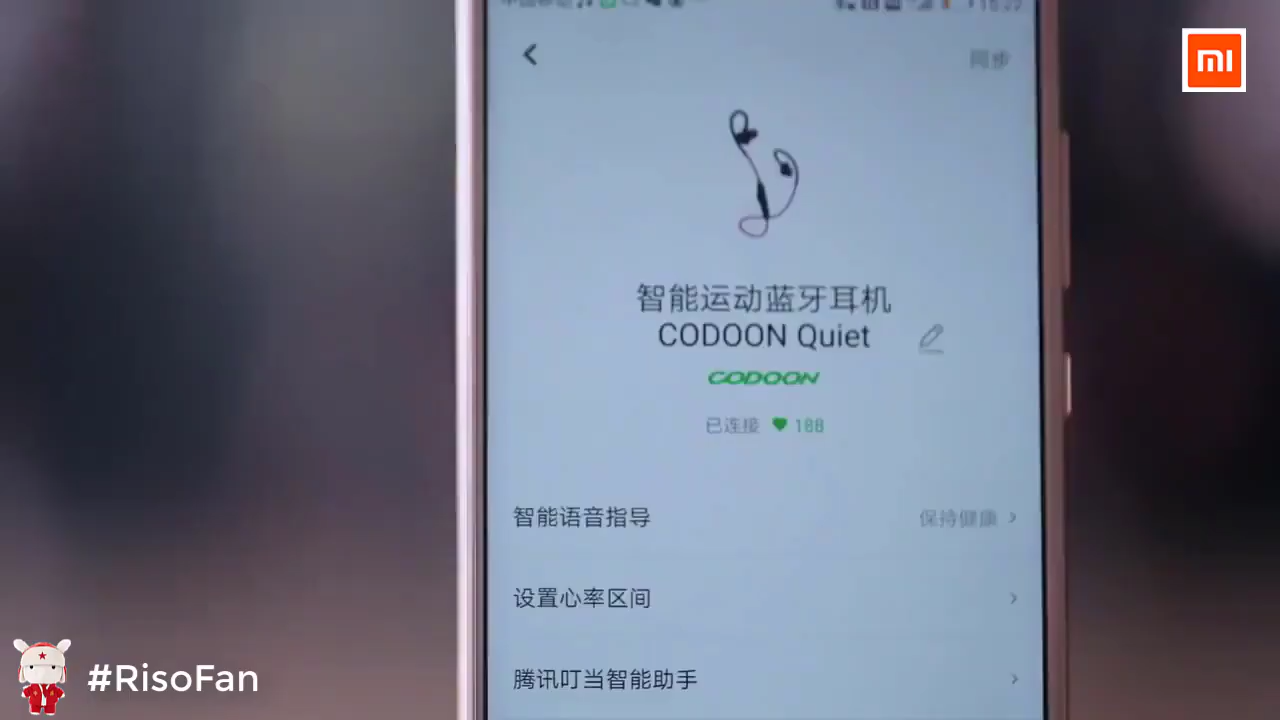 同步
mi
智能运动蓝牙耳机
CODOON Quiet
CODOON
已连接 188
智能语音指导 保持健康
设置心率区间
腾讯叮当智能助手
#RisoFan